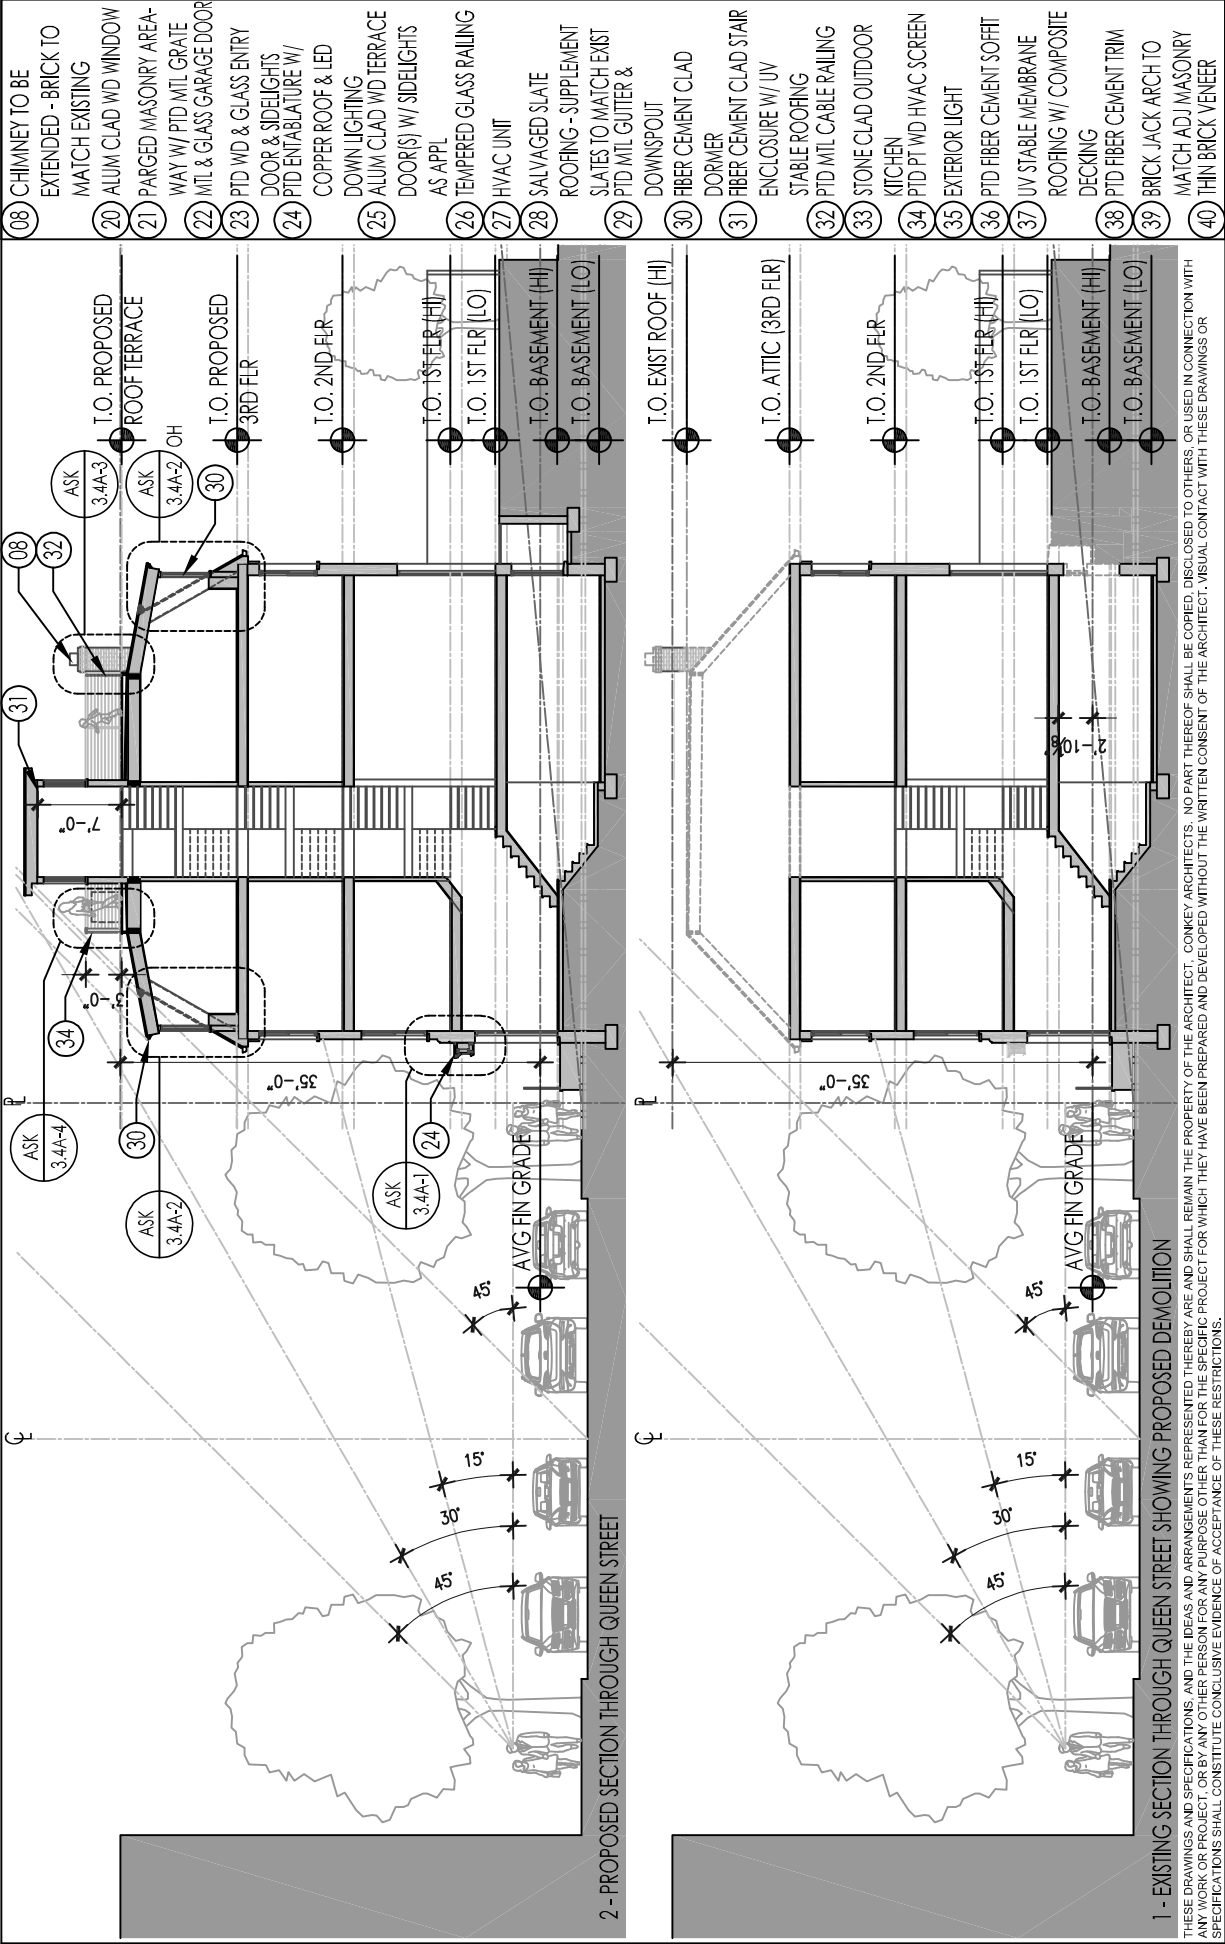 08 CHIMNEY TO BE
EXTENDED - BRICK TO
MATCH EXISTING
20 ALUM CLAD WD WINDOW
21 PARGED MASONRY AREA-
WAY W/ PTD MTL GRATE
22 MTL & GLASS GARAGE DOOR
23 PTD WD & GLASS ENTRY
DOOR & SIDELIGHTS
24 PTD ENTABLATURE W/
COPPER ROOF & LED
DOWN LIGHTING
25 ALUM CLAD WD TERRACE
DOOR(S) W/ SIDELIGHTS
AS APPL
26 TEMPERED GLASS RAILING
27 HVAC UNIT
28 SALVAGED SLATE
ROOFING - SUPPLEMENT
SLATES TO MATCH EXIST
29 PTD MTL GUTTER &
DOWNSPOUT
30 FIBER CEMENT CLAD
DORMER
31 FIBER CEMENT CLAD STAIR
ENCLOSURE W/ UV
STABLE ROOFING
32 PTD MTL CABLE RAILING
33 STONE CLAD OUTDOOR
KITCHEN
34 PTD PT WD HVAC SCREEN
35 EXTERIOR LIGHT
36 PTD FIBER CEMENT SOFFIT
37 UV STABLE MEMBRANE
ROOFING W/ COMPOSITE
DECKING
38 PTD FIBER CEMENT TRIM
39 BRICK JACK ARCH TO
MATCH ADJ MASONRY
40 THIN BRICK VENEER
T.O. PROPOSED
ROOF TERRACE
T.O. PROPOSED
3RD FLR
T.O. 2ND FLR
T.O. 1ST FLR (HI)
T.O. 1ST FLR (LO)
T.O. BASEMENT (HI)
T.O. BASEMENT (LO)
ASK
3.4A-3
ASK
3.4A-2
OH
30
08
32
31
7'-0"
3'-0"
34
ASK
3.4A-4
30
ASK
3.4A-2
35'-0"
24
ASK
3.4A-1
PL
AVG FIN GRADE
45°
CL
15°
30°
45°
2 - PROPOSED SECTION THROUGH QUEEN STREET
T.O. EXIST ROOF (HI)
T.O. ATTIC (3RD FLR)
T.O. 2ND FLR
T.O. 1ST FLR (HI)
T.O. 1ST FLR (LO)
T.O. BASEMENT (HI)
T.O. BASEMENT (LO)
2'-10⅛"
35'-0"
PL
AVG FIN GRADE
45°
CL
15°
30°
45°
1 - EXISTING SECTION THROUGH QUEEN STREET SHOWING PROPOSED DEMOLITION
THESE DRAWINGS AND SPECIFICATIONS, AND THE IDEAS AND ARRANGEMENTS REPRESENTED THEREBY ARE AND SHALL REMAIN THE PROPERTY OF THE ARCHITECT, CONKEY ARCHITECTS. NO PART THEREOF SHALL BE COPIED, DISCLOSED TO OTHERS, OR USED IN CONNECTION WITH
ANY WORK OR PROJECT, OR BY ANY OTHER PERSON FOR ANY PURPOSE OTHER THAN FOR THE SPECIFIC PROJECT FOR WHICH THEY HAVE BEEN PREPARED AND DEVELOPED WITHOUT THE WRITTEN CONSENT OF THE ARCHITECT. VISUAL CONTACT WITH THESE DRAWINGS OR
SPECIFICATIONS SHALL CONSTITUTE CONCLUSIVE EVIDENCE OF ACCEPTANCE OF THESE RESTRICTIONS.